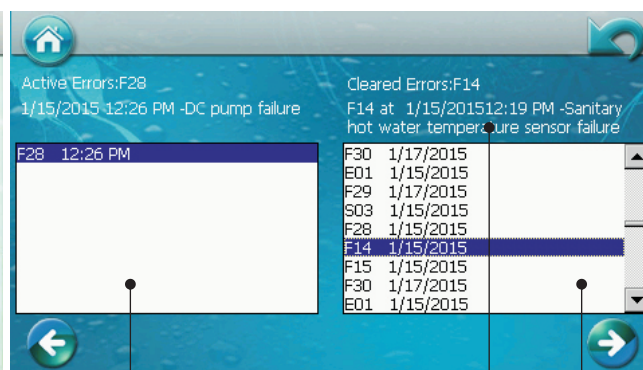 Active Errors:F28
1/15/2015 12:26 PM -DC pump failure
F28 12:26 PM
Cleared Errors:F14
F14 at 1/15/201512:19 PM -Sanitary
hot water temperature sensor failure
F30 1/17/2015
E01 1/15/2015
F29 1/17/2015
S03 1/15/2015
F28 1/15/2015
F14 1/15/2015
F15 1/15/2015
F30 1/17/2015
E01 1/15/2015